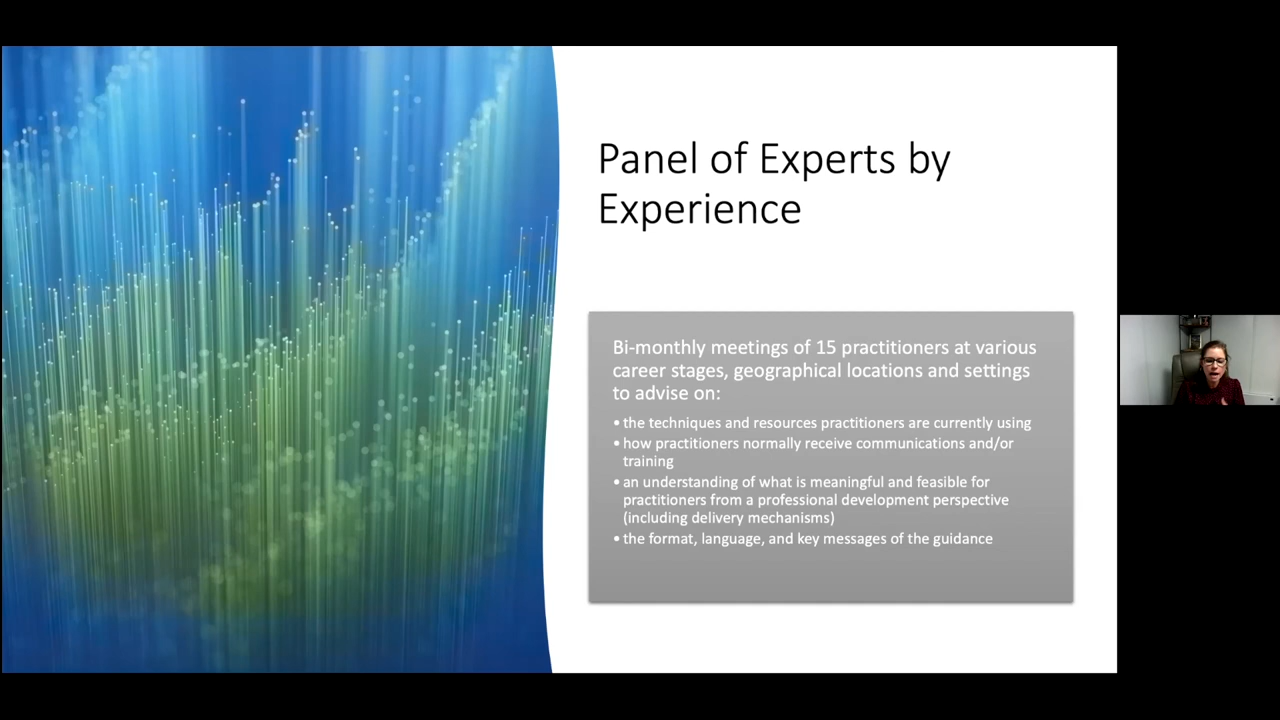 Panel of Experts by
Experience
Bi-monthly meetings of 15 practitioners at various
career stages, geographical locations and settings
to advise on:
• the techniques and resources practitioners are currently using
• how practitioners normally receive communications and/or
training
• an understanding of what is meaningful and feasible for
practitioners from a professional development perspective
(including delivery mechanisms)
• the format, language, and key messages of the guidance